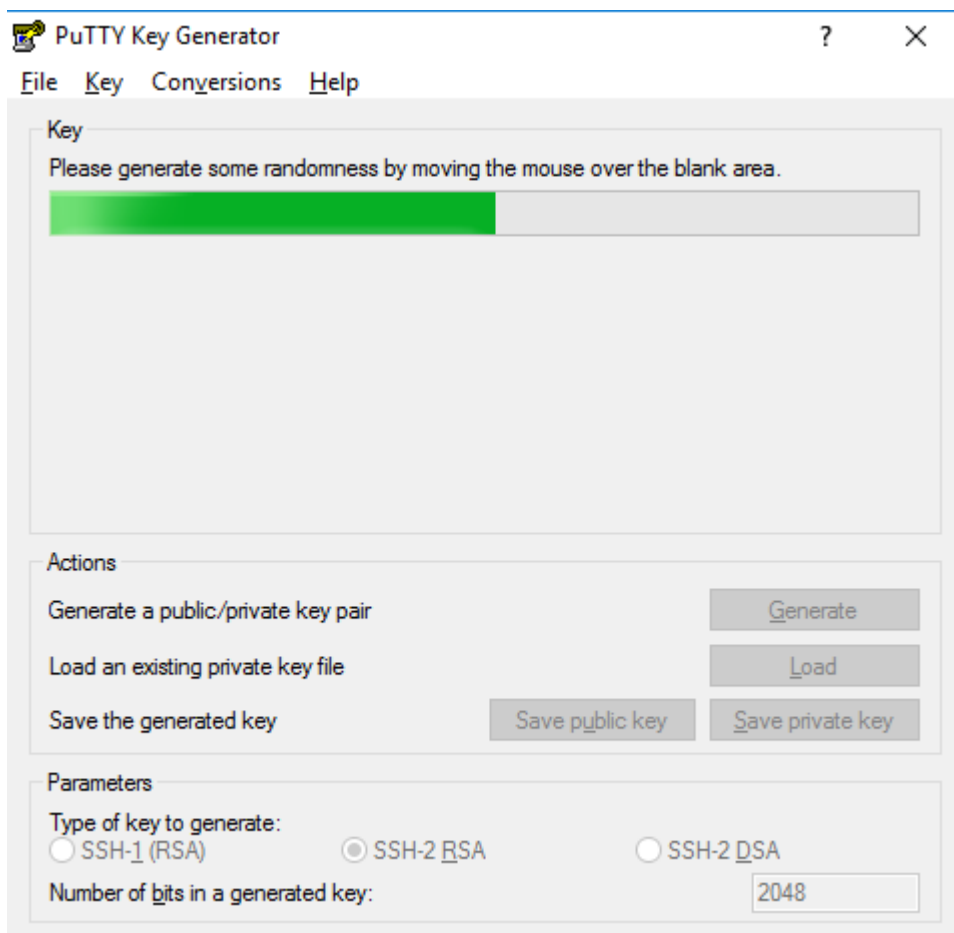 PuTTY Key Generator ?
File Key Conversions Help
Key
Please generate some randomness by moving the mouse over the blank area.
Actions
Generate a public/private key pair Generate
Load an existing private key file Load
Save the generated key Save public key Save private key
Parameters
Type of key to generate:
SSH-1 (RSA) SSH-2 RSA SSH-2 DSA
Number of bits in a generated key: 2048